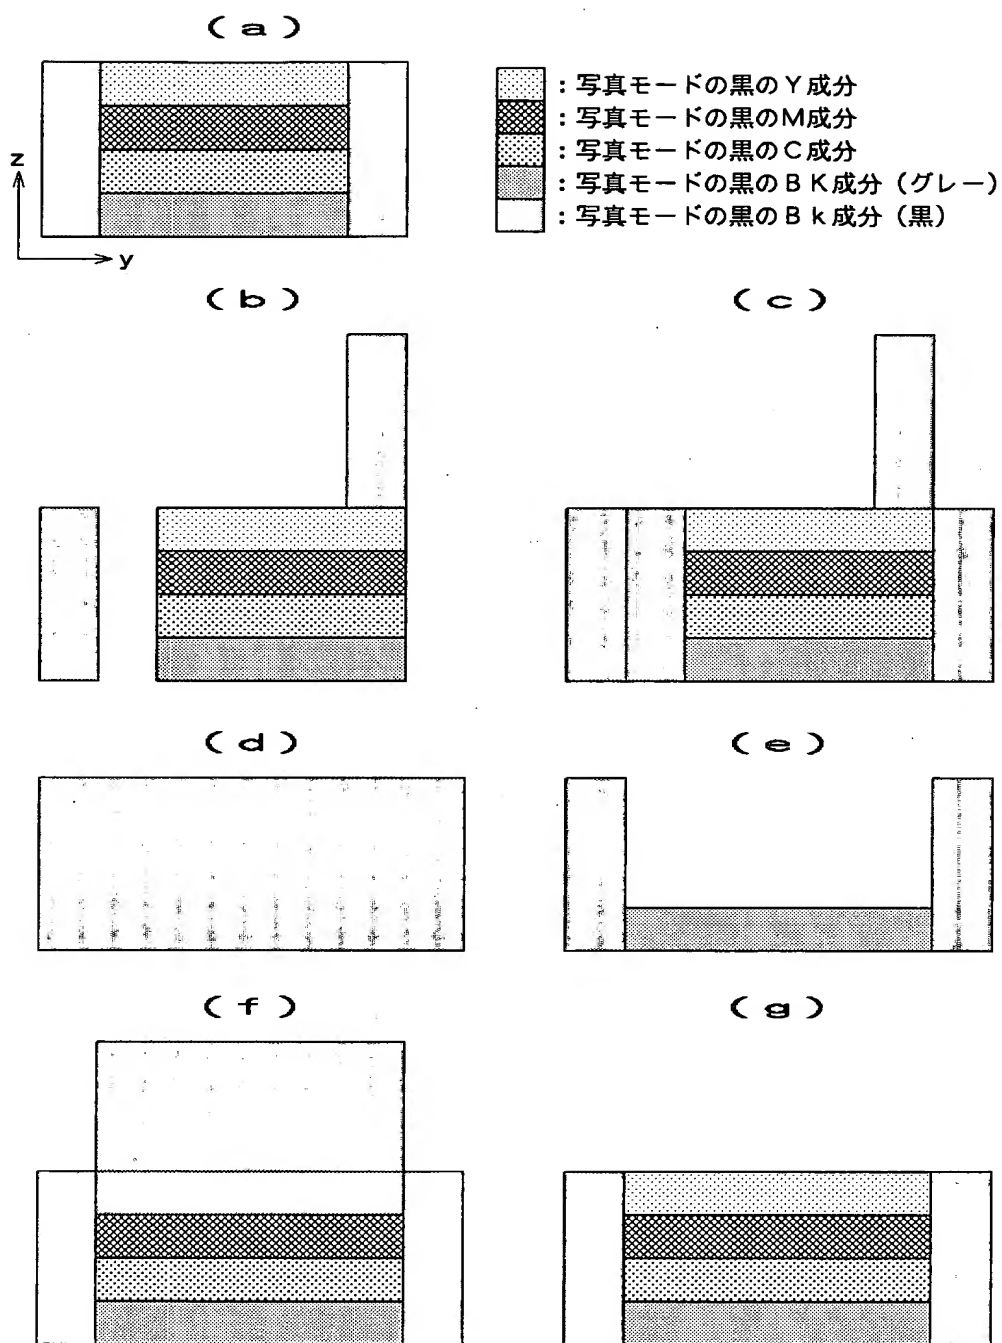 (a)
：写真モードの黒のY成分
：写真モードの黒のM成分
：写真モードの黒のC成分
：写真モードの黒のBK成分（グレー）
：写真モードの黒のBk成分（黒）
z
y
(b)
(c)
(d)
(e)
(f)
(g)